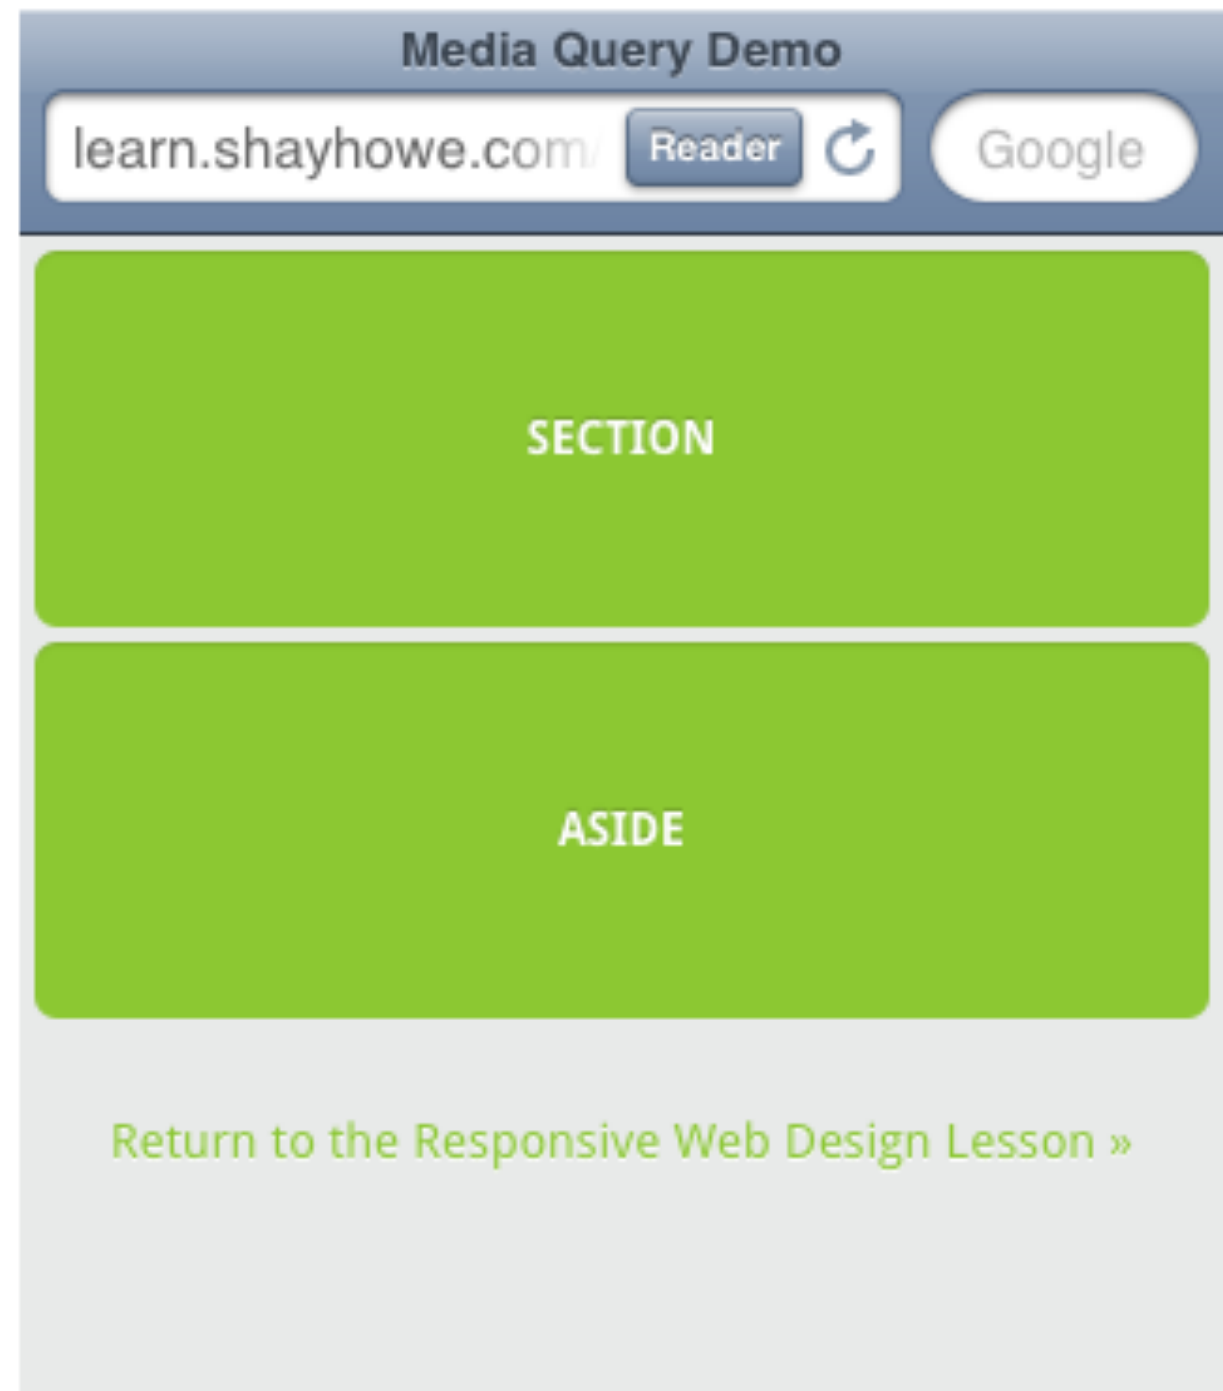 Media Query Demo
learn.shayhowe.com/ Reader Google
SECTION
ASIDE
Return to the Responsive Web Design Lesson »